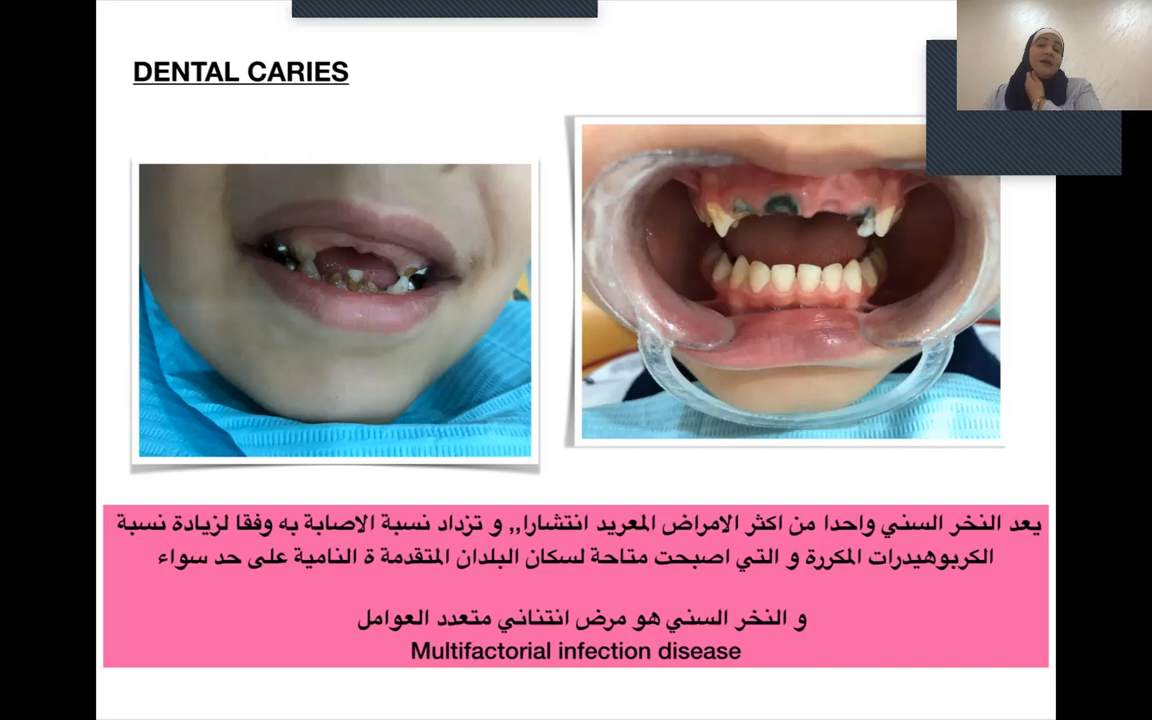 DENTAL CARIES
يعد النخر السني واحدا من اكثر الامراض المعريد انتشارا,, و تزداد نسبة الاصابة به وفقا لزيادة نسبة
الكربوهيدرات المكررة و التي اصبحت متاحة لسكان البلدان المتقدمة ة النامية على حد سواء
و النخر السني هو مرض انتناني متعدد العوامل
Multifactorial infection disease